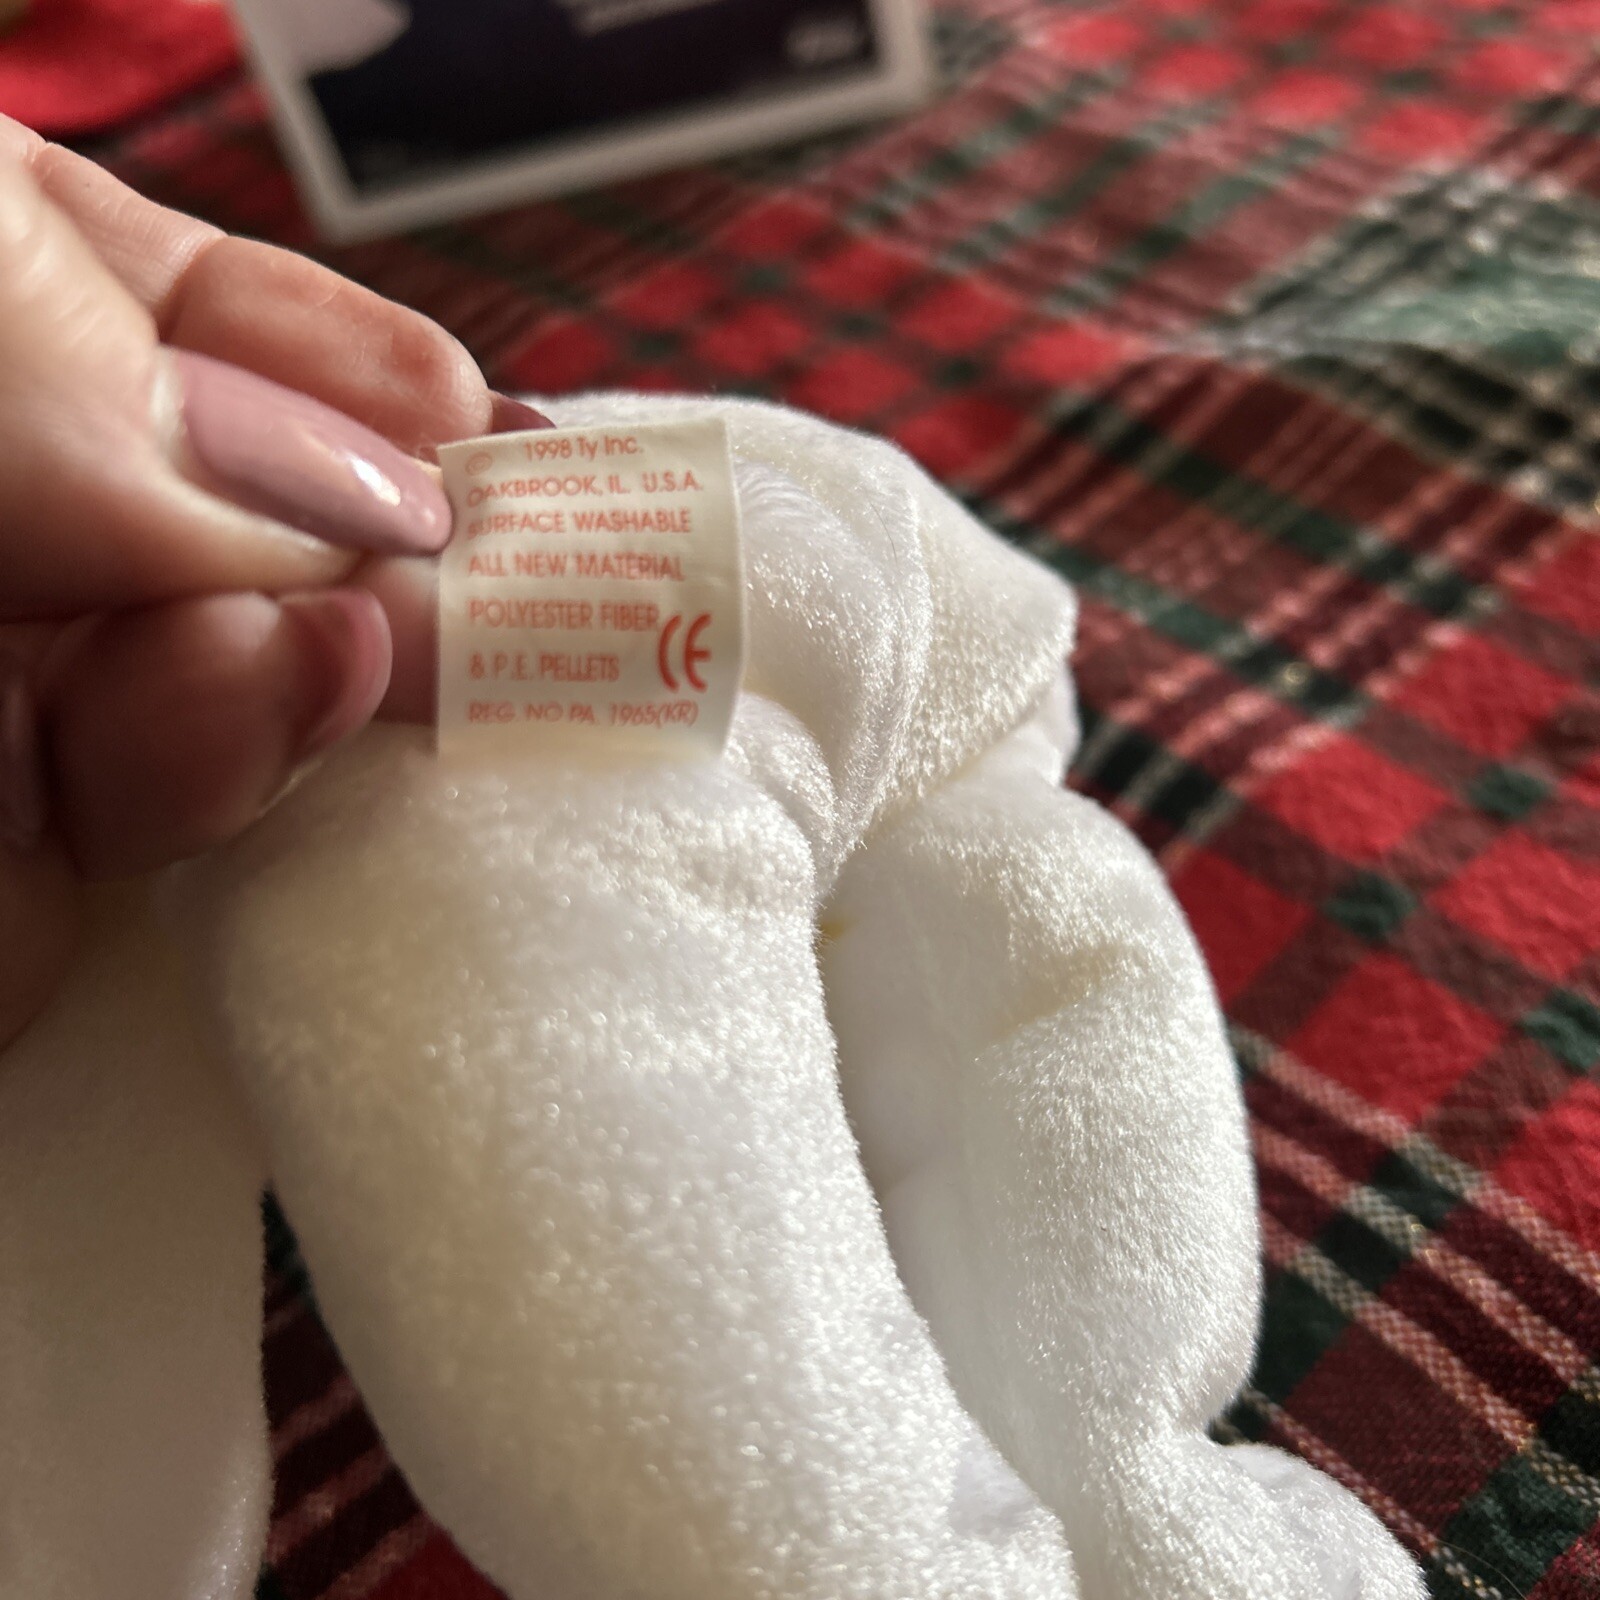 © 1998 Ty Inc.
OAKBROOK, IL. U.S.A.
SURFACE WASHABLE
ALL NEW MATERIAL
POLYESTER FIBER
& P.E. PELLETS CE
REG. NO PA. 1965(KR)